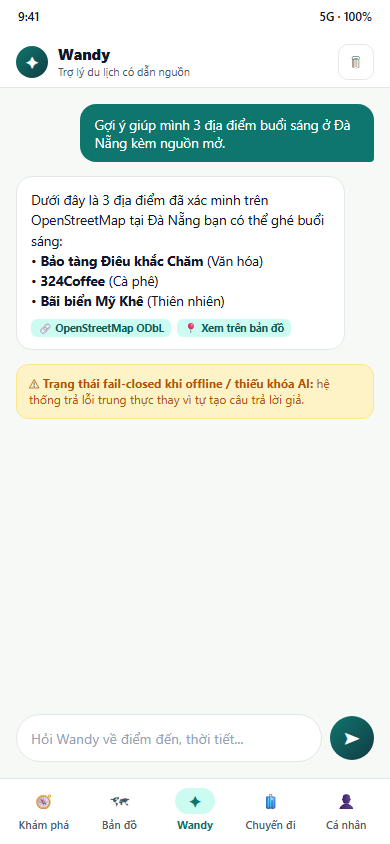 9:41
5G · 100%
Wandy
Trợ lý du lịch có dẫn nguồn
Gợi ý giúp mình 3 địa điểm buổi sáng ở Đà
Nẵng kèm nguồn mở.
Dưới đây là 3 địa điểm đã xác minh trên
OpenStreetMap tại Đà Nẵng bạn có thể ghé buổi
sáng:
• Bảo tàng Điêu khắc Chăm (Văn hóa)
• 324Coffee (Cà phê)
• Bãi biển Mỹ Khê (Thiên nhiên)
OpenStreetMap ODbL
Xem trên bản đồ
⚠ Trạng thái fail-closed khi offline / thiếu khóa AI: hệ
thống trả lỗi trung thực thay vì tự tạo câu trả lời giả.
Hỏi Wandy về điểm đến, thời tiết...
Khám phá
Bản đồ
Wandy
Chuyến đi
Cá nhân